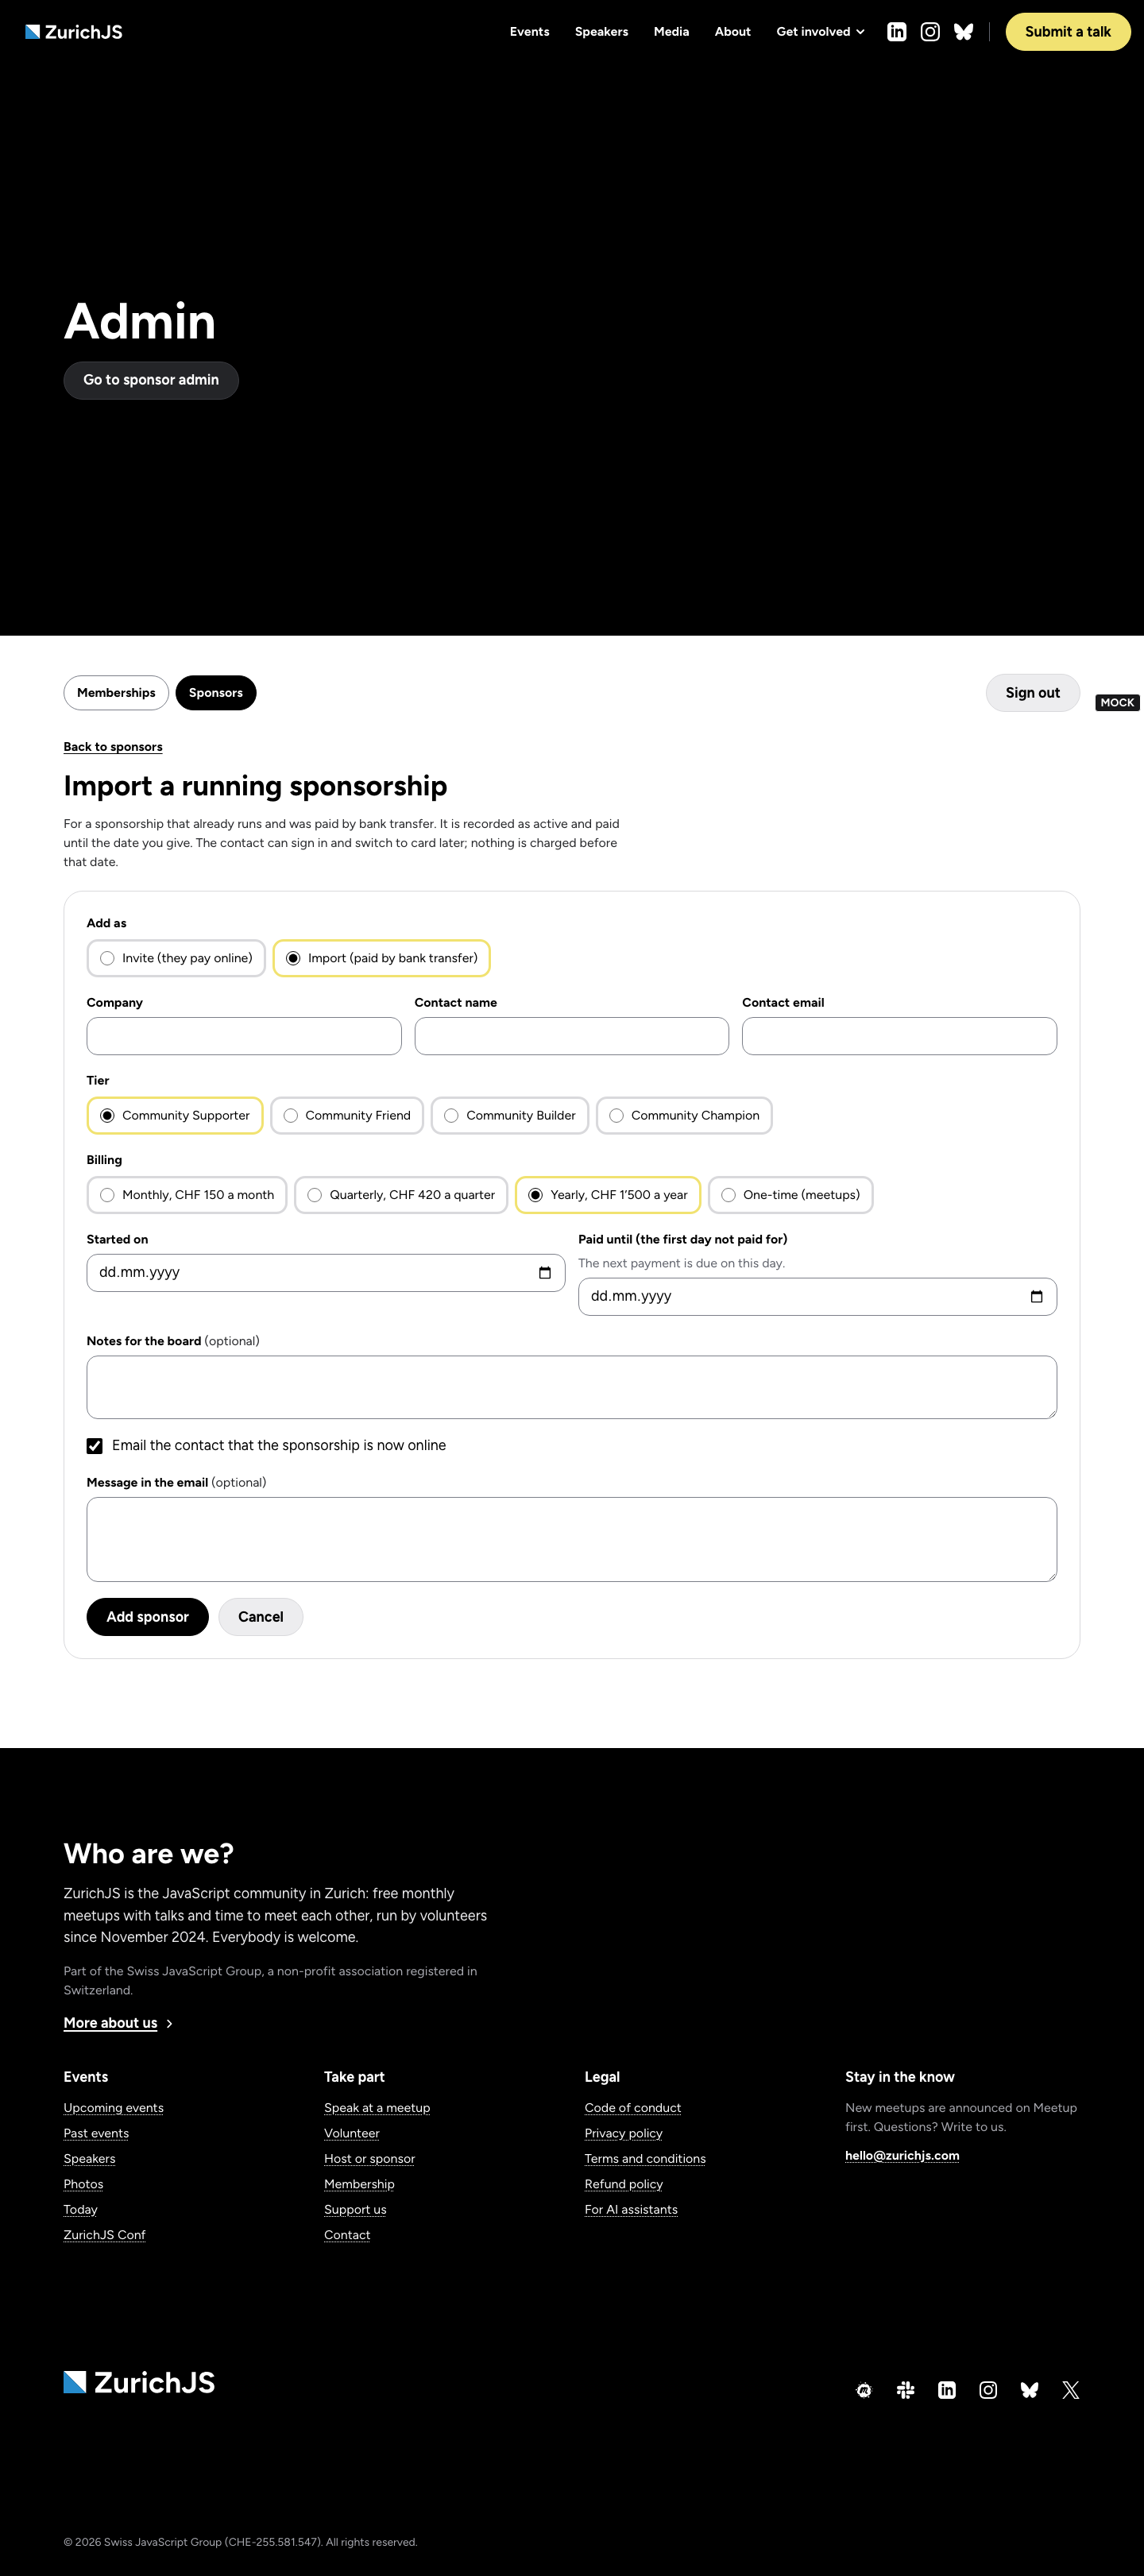 ZurichJS
Events
Speakers
Media
About
Get involved
Submit a talk
Admin
Go to sponsor admin
Memberships
Sponsors
Sign out
MOCK
Back to sponsors
Import a running sponsorship
For a sponsorship that already runs and was paid by bank transfer. It is recorded as active and paid
until the date you give. The contact can sign in and switch to card later; nothing is charged before
that date.
Add as
Invite (they pay online)
Import (paid by bank transfer)
Company
Contact name
Contact email
Tier
Community Supporter
Community Friend
Community Builder
Community Champion
Billing
Monthly, CHF 150 a month
Quarterly, CHF 420 a quarter
Yearly, CHF 1’500 a year
One-time (meetups)
Started on
dd.mm.yyyy
Paid until (the first day not paid for)
The next payment is due on this day.
dd.mm.yyyy
Notes for the board (optional)
Email the contact that the sponsorship is now online
Message in the email (optional)
Add sponsor
Cancel
Who are we?
ZurichJS is the JavaScript community in Zurich: free monthly
meetups with talks and time to meet each other, run by volunteers
since November 2024. Everybody is welcome.
Part of the Swiss JavaScript Group, a non-profit association registered in
Switzerland.
More about us
Events
Upcoming events
Past events
Speakers
Photos
Today
ZurichJS Conf
Take part
Speak at a meetup
Volunteer
Host or sponsor
Membership
Support us
Contact
Legal
Code of conduct
Privacy policy
Terms and conditions
Refund policy
For AI assistants
Stay in the know
New meetups are announced on Meetup
first. Questions? Write to us.
hello@zurichjs.com
ZurichJS
© 2026 Swiss JavaScript Group (CHE-255.581.547). All rights reserved.